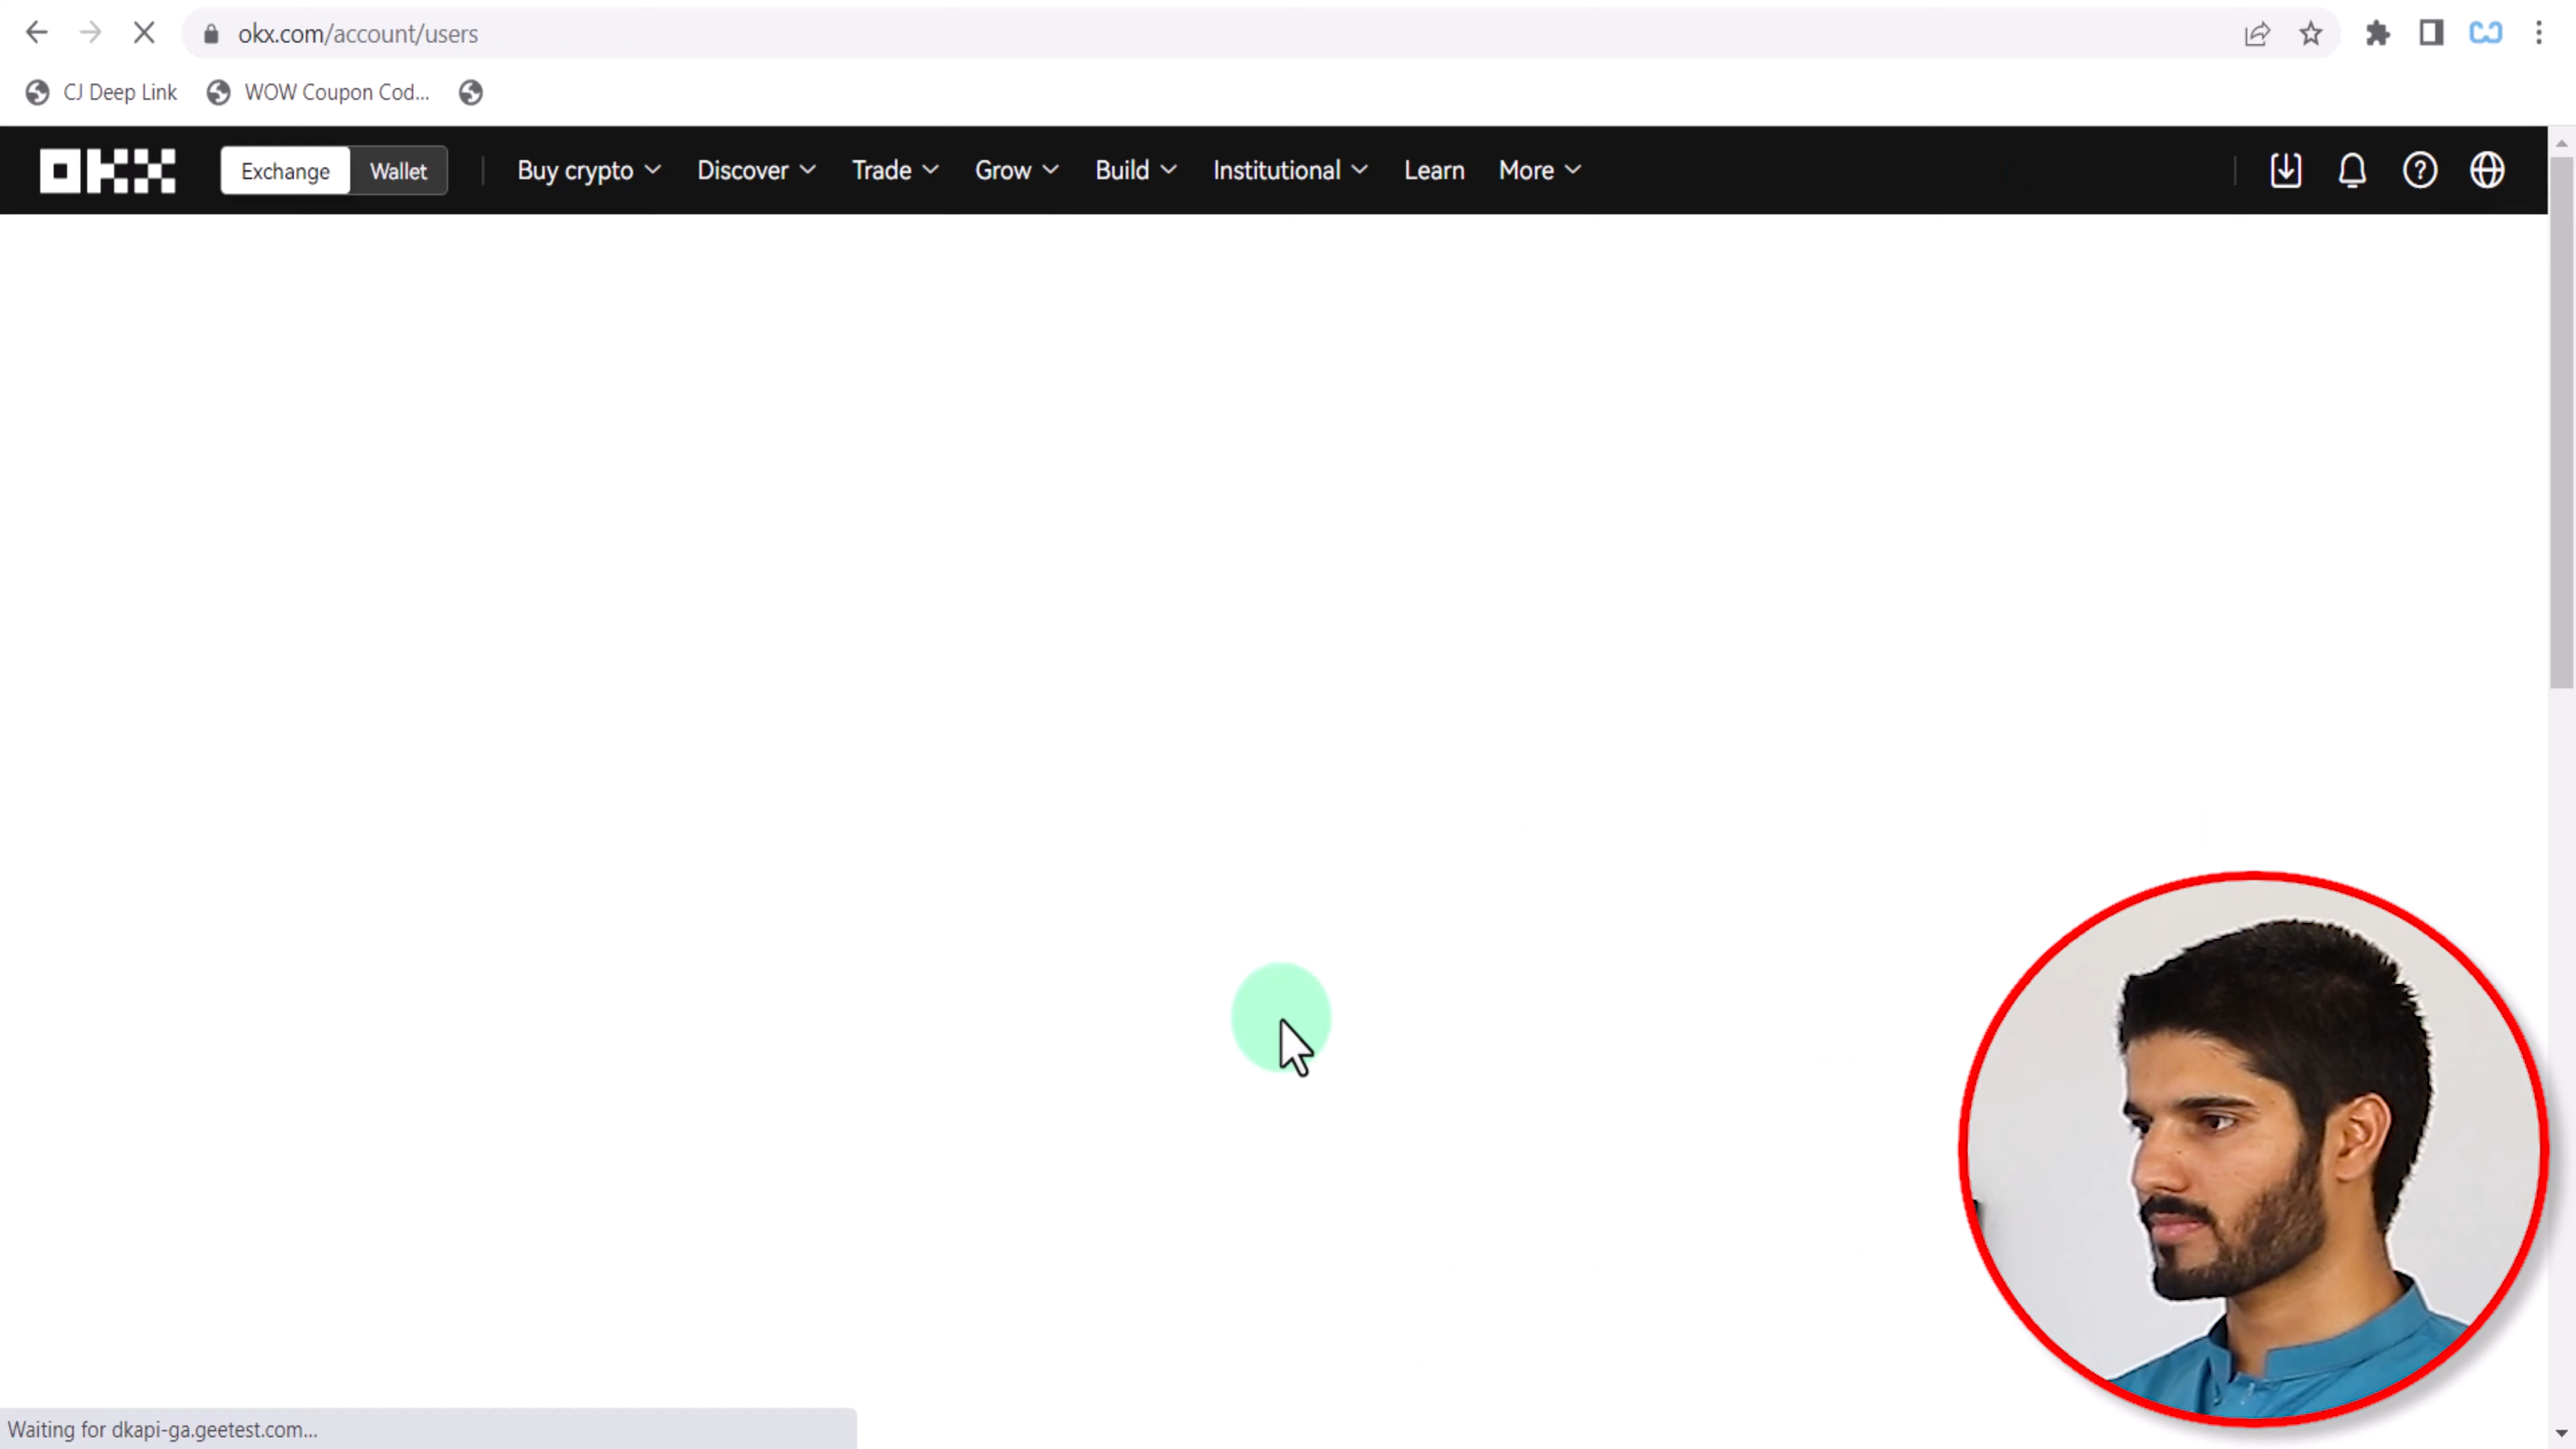 okx.com/account/users
CJ Deep Link WOW Coupon Cod...
OKX Exchange Wallet Buy crypto Discover Trade Grow Build Institutional Learn More
Waiting for dkapi-ga.geetest.com...